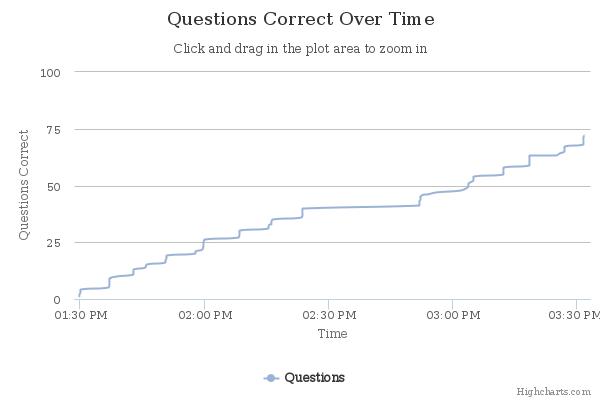 Questions Correct Over Time
Click and drag in the plot area to zoom in
Questions Correct
100
75
50
25
0
01:30 PM 02:00 PM 02:30 PM 03:00 PM 03:30 PM
Time
Questions
Highcharts.com